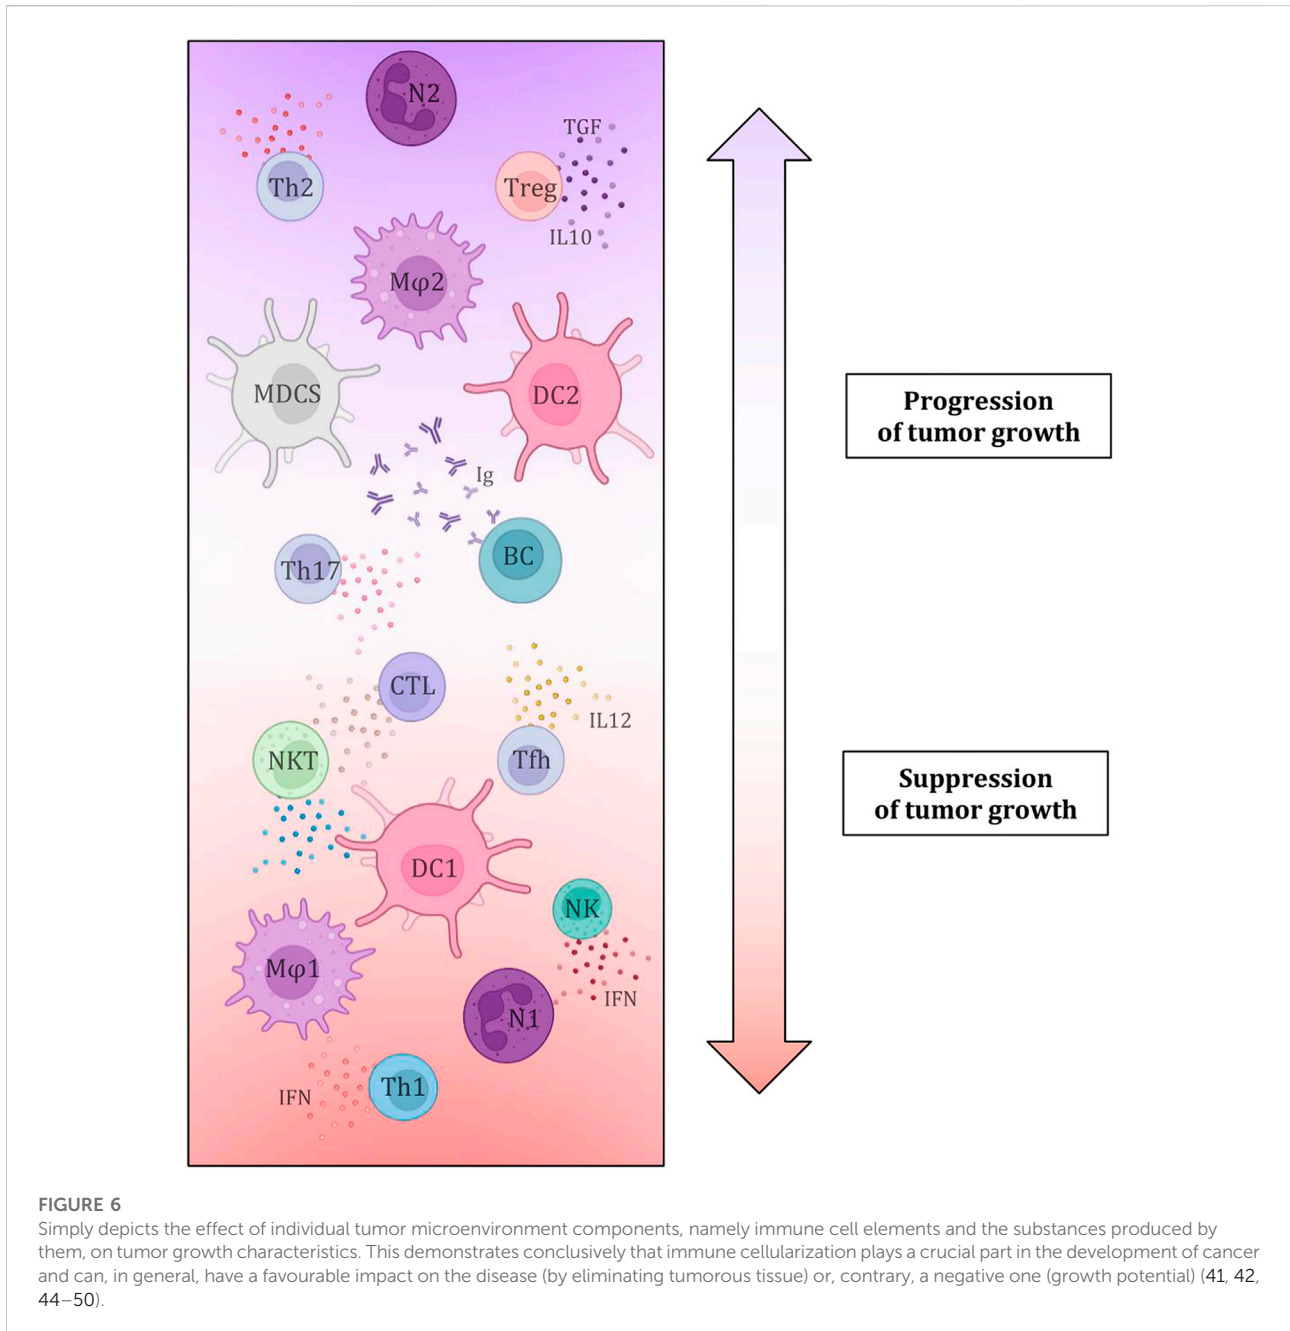 N2
TGF
Th2
Treg
IL10
Mφ2
MDCS
DC2
Ig
BC
Th17
CTL
IL12
NKT
Tfh
DC1
NK
Mφ1
IFN
N1
IFN
Th1
Progression
of tumor growth
Suppression
of tumor growth
FIGURE 6
Simply depicts the effect of individual tumor microenvironment components, namely immune cell elements and the substances produced by
them, on tumor growth characteristics. This demonstrates conclusively that immune cellularization plays a crucial part in the development of cancer
and can, in general, have a favourable impact on the disease (by eliminating tumorous tissue) or, contrary, a negative one (growth potential) (41, 42,
44–50).